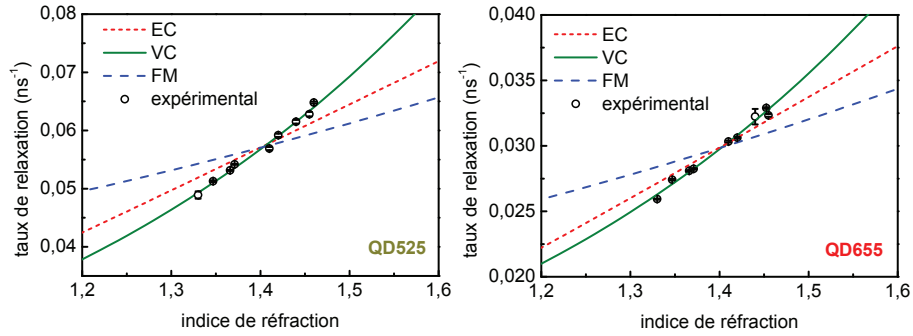 0,08
0,07
0,06
0,05
0,04
taux de relaxation (ns⁻¹)
EC
VC
FM
expérimental
QD525
1,2 1,3 1,4 1,5 1,6
indice de réfraction
0,040
0,035
0,030
0,025
0,020
taux de relaxation (ns⁻¹)
EC
VC
FM
expérimental
QD655
1,2 1,3 1,4 1,5 1,6
indice de réfraction